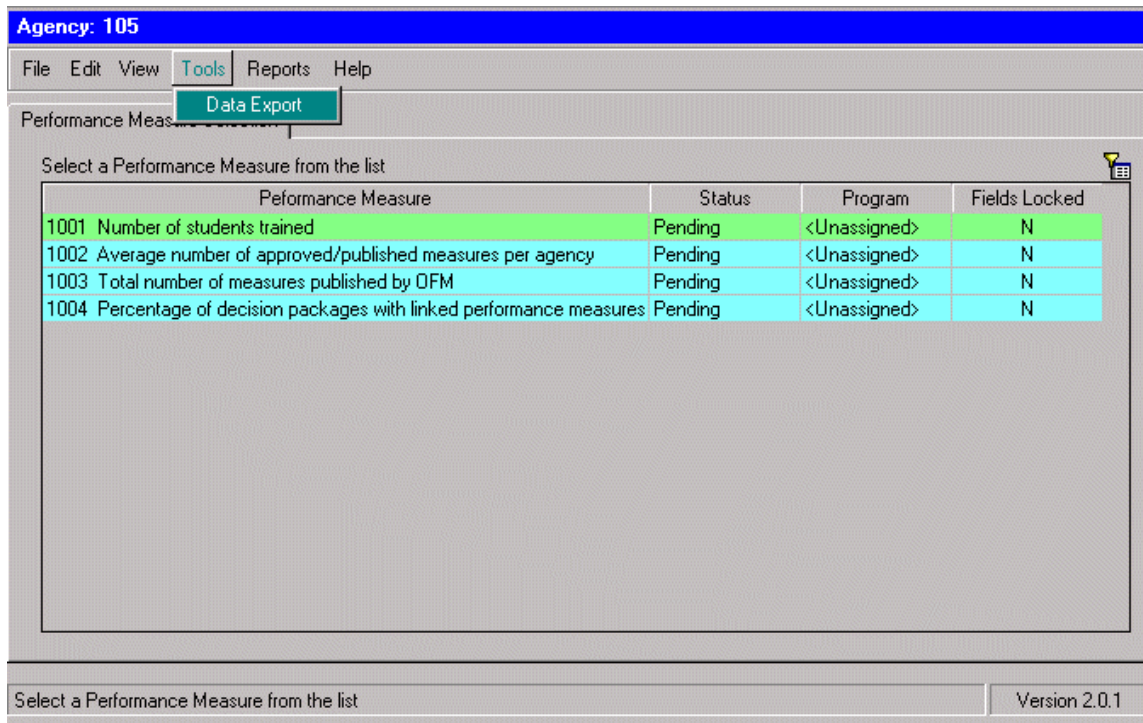 Agency: 105
File Edit View Tools Reports Help
Data Export
Performance Measure Selection
Select a Performance Measure from the list
Peformance Measure Status Program Fields Locked
1001 Number of students trained Pending <Unassigned> N
1002 Average number of approved/published measures per agency Pending <Unassigned> N
1003 Total number of measures published by OFM Pending <Unassigned> N
1004 Percentage of decision packages with linked performance measures Pending <Unassigned> N
Select a Performance Measure from the list Version 2.0.1